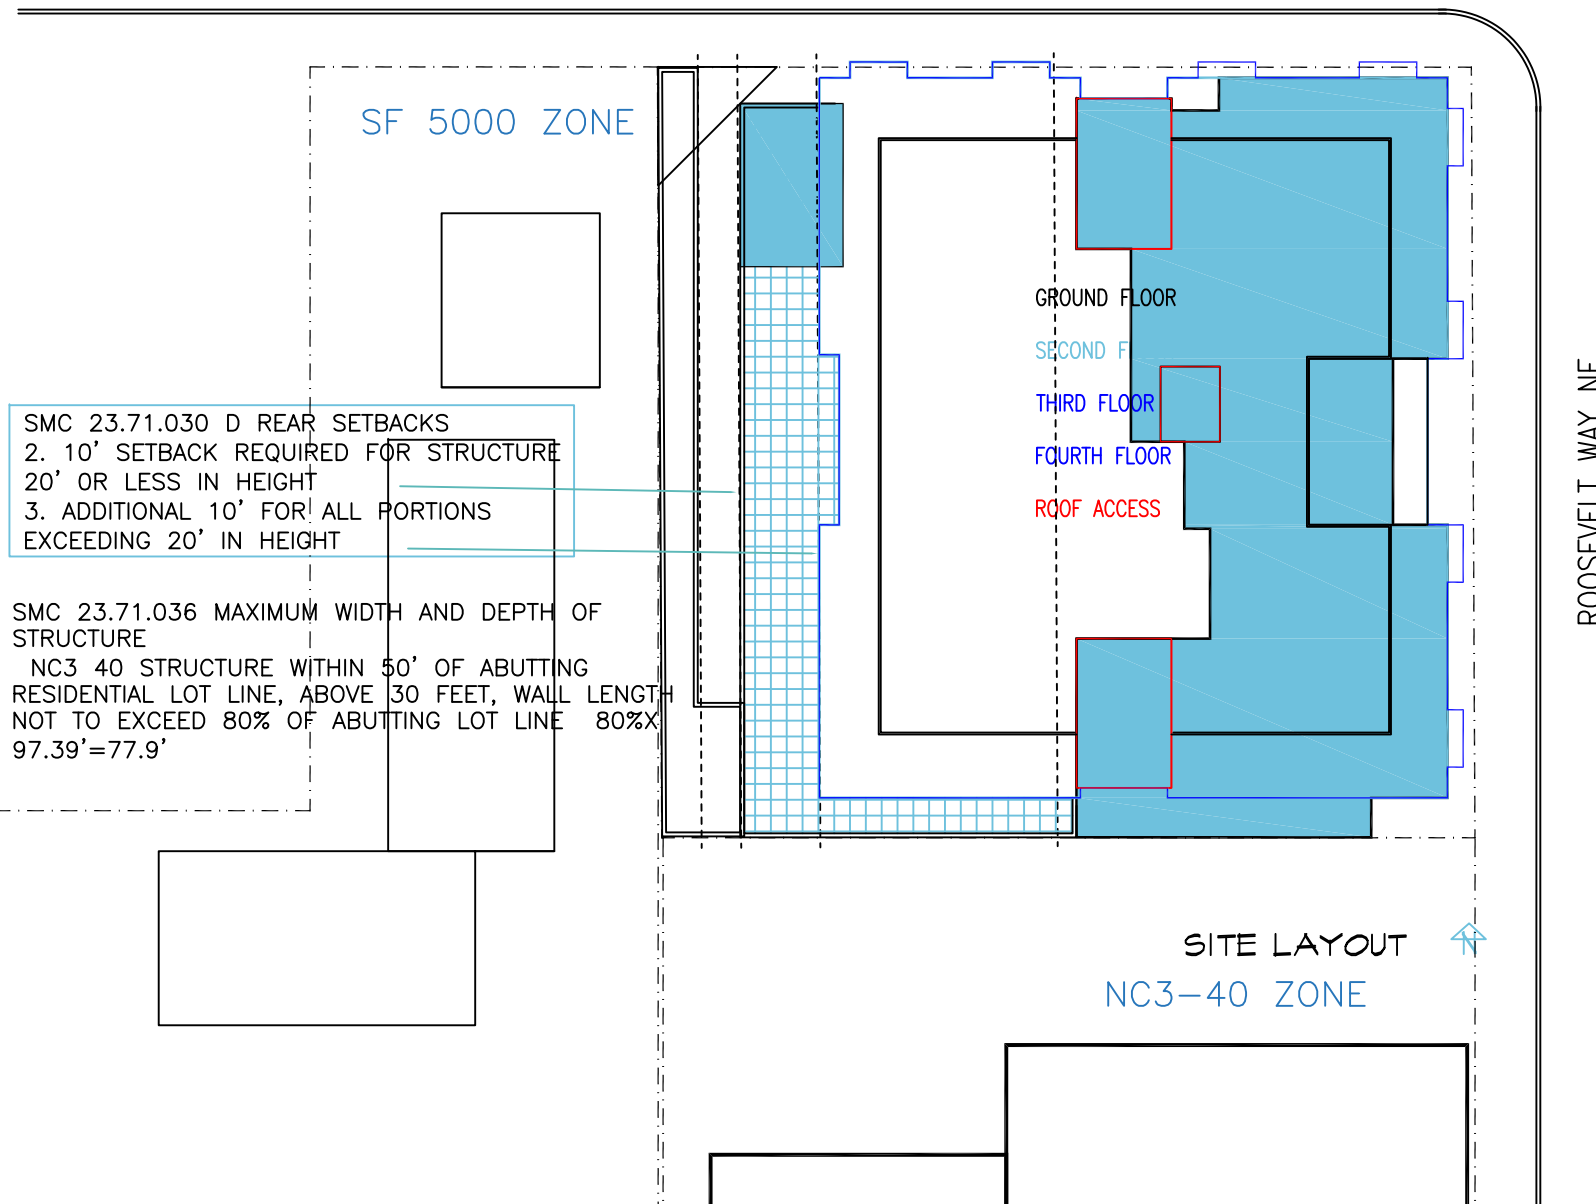 SF 5000 ZONE
GROUND FLOOR
SECOND F
THIRD FLOOR
FOURTH FLOOR
ROOF ACCESS
SMC 23.71.030 D REAR SETBACKS
2. 10' SETBACK REQUIRED FOR STRUCTURE
20' OR LESS IN HEIGHT
3. ADDITIONAL 10' FOR ALL PORTIONS
EXCEEDING 20' IN HEIGHT
SMC 23.71.036 MAXIMUM WIDTH AND DEPTH OF
STRUCTURE
NC3 40 STRUCTURE WITHIN 50' OF ABUTTING
RESIDENTIAL LOT LINE, ABOVE 30 FEET, WALL LENGTH
NOT TO EXCEED 80% OF ABUTTING LOT LINE 80%X
97.39'=77.9'
ROOSEVELT WAY NE
SITE LAYOUT
N
NC3-40 ZONE